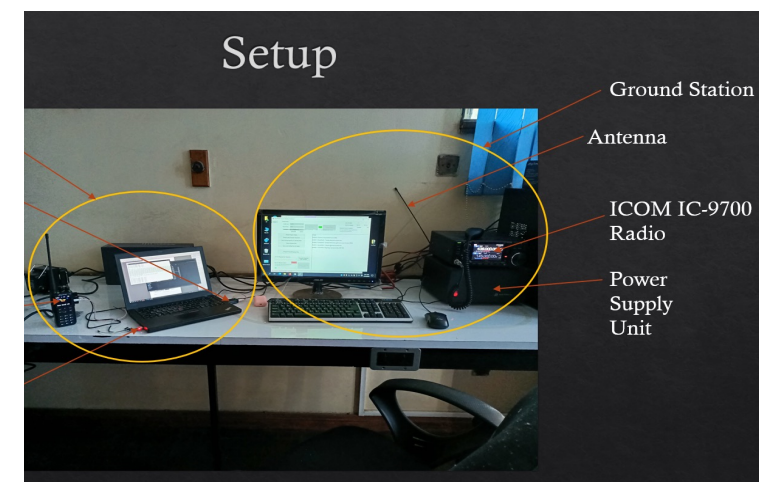 Setup
Ground Station
Antenna
ICOM IC-9700
Radio
Power
Supply
Unit